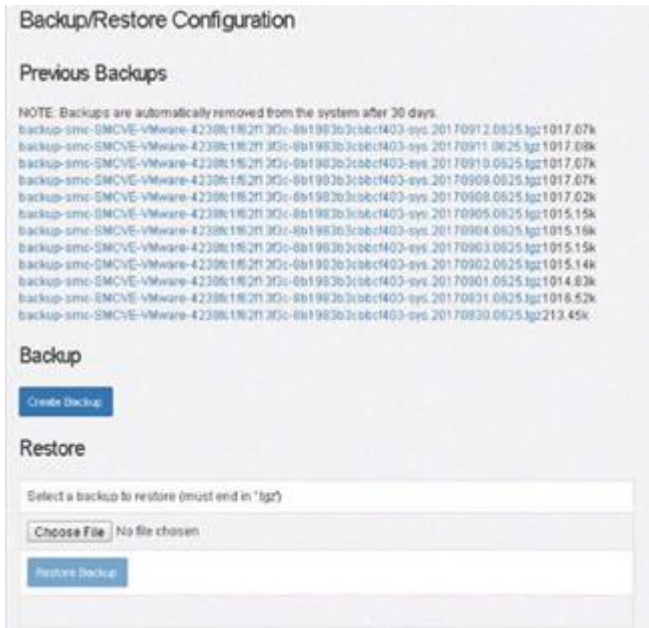 Backup/Restore Configuration
Previous Backups
NOTE: Backups are automatically removed from the system after 30 days.
backup-smc-SMCVE-VMware-4238fc1f62f13f3c-8b1983b3cbbcf403-sys.20170912.0625.tgz1017.07k
backup-smc-SMCVE-VMware-4238fc1f62f13f3c-8b1983b3cbbcf403-sys.20170911.0625.tgz1017.08k
backup-smc-SMCVE-VMware-4238fc1f62f13f3c-8b1983b3cbbcf403-sys.20170910.0625.tgz1017.07k
backup-smc-SMCVE-VMware-4238fc1f62f13f3c-8b1983b3cbbcf403-sys.20170909.0625.tgz1017.07k
backup-smc-SMCVE-VMware-4238fc1f62f13f3c-8b1983b3cbbcf403-sys.20170908.0625.tgz1017.02k
backup-smc-SMCVE-VMware-4238fc1f62f13f3c-8b1983b3cbbcf403-sys.20170905.0625.tgz1015.15k
backup-smc-SMCVE-VMware-4238fc1f62f13f3c-8b1983b3cbbcf403-sys.20170904.0625.tgz1015.16k
backup-smc-SMCVE-VMware-4238fc1f62f13f3c-8b1983b3cbbcf403-sys.20170903.0625.tgz1015.15k
backup-smc-SMCVE-VMware-4238fc1f62f13f3c-8b1983b3cbbcf403-sys.20170902.0625.tgz1015.14k
backup-smc-SMCVE-VMware-4238fc1f62f13f3c-8b1983b3cbbcf403-sys.20170901.0625.tgz1014.83k
backup-smc-SMCVE-VMware-4238fc1f62f13f3c-8b1983b3cbbcf403-sys.20170831.0625.tgz1016.52k
backup-smc-SMCVE-VMware-4238fc1f62f13f3c-8b1983b3cbbcf403-sys.20170830.0625.tgz213.45k
Backup
Create Backup
Restore
Select a backup to restore (must end in '.tgz')
Choose File No file chosen
Restore Backup